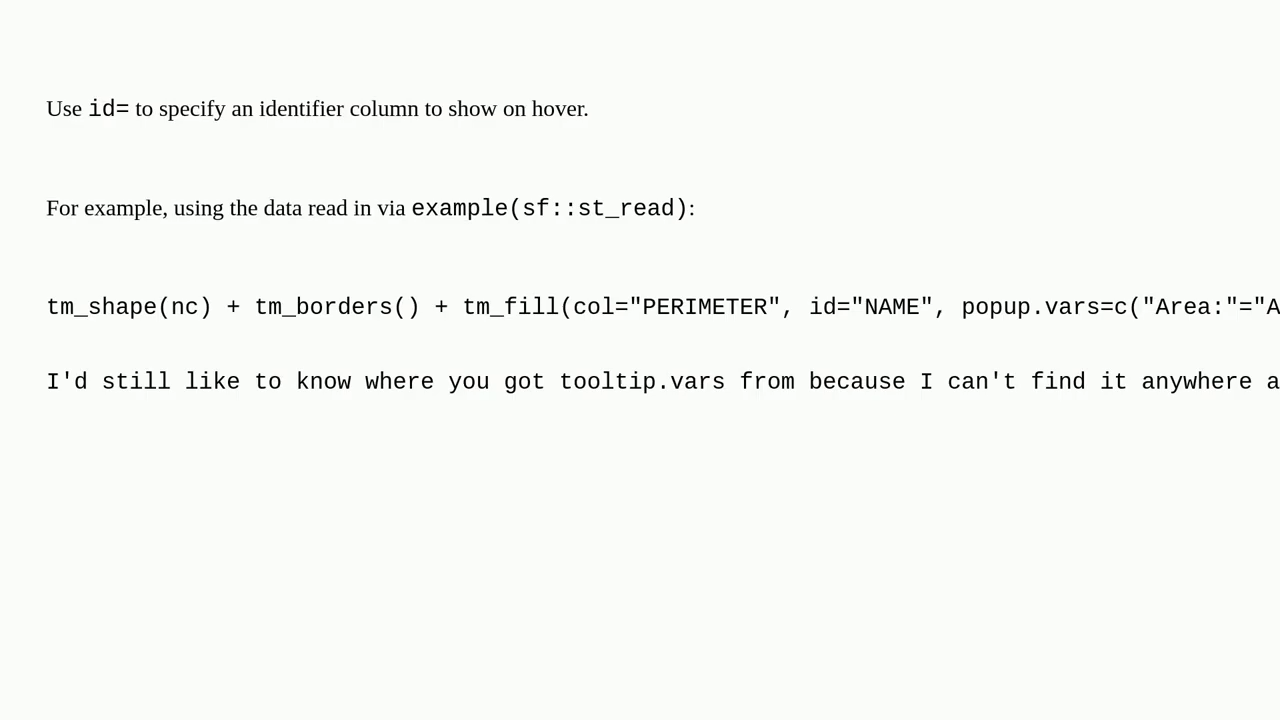 Use id= to specify an identifier column to show on hover.
For example, using the data read in via example(sf::st_read):
tm_shape(nc) + tm_borders() + tm_fill(col="PERIMETER", id="NAME", popup.vars=c("Area:"="A
I'd still like to know where you got tooltip.vars from because I can't find it anywhere a